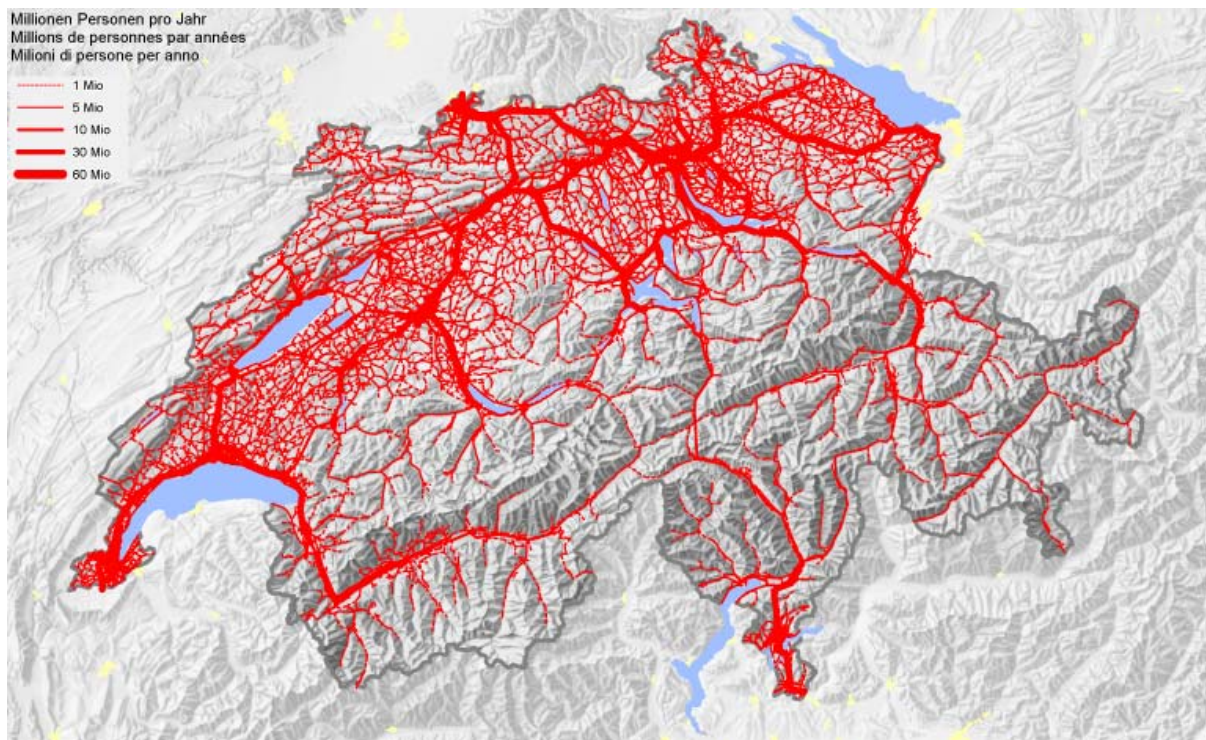 Millionen Personen pro Jahr
Millions de personnes par années
Milioni di persone per anno
1 Mio
5 Mio
10 Mio
30 Mio
60 Mio